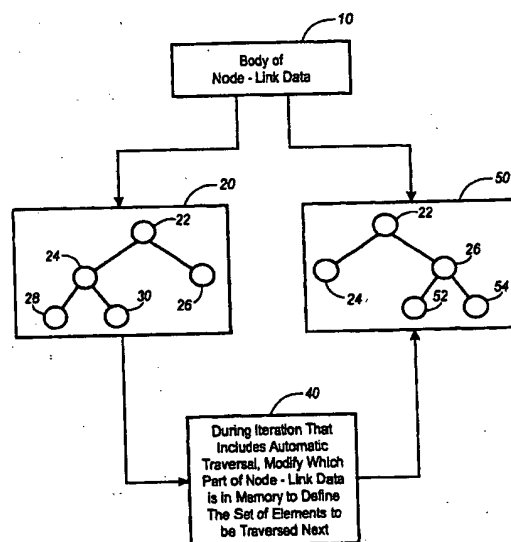 10
Body of
Node - Link Data
20
50
22
22
24
26
24
26
28
30
52
54
40
During Iteration That
Includes Automatic
Traversal, Modify Which
Part of Node - Link Data
is in Memory to Define
The Set of Elements to
be Traversed Next